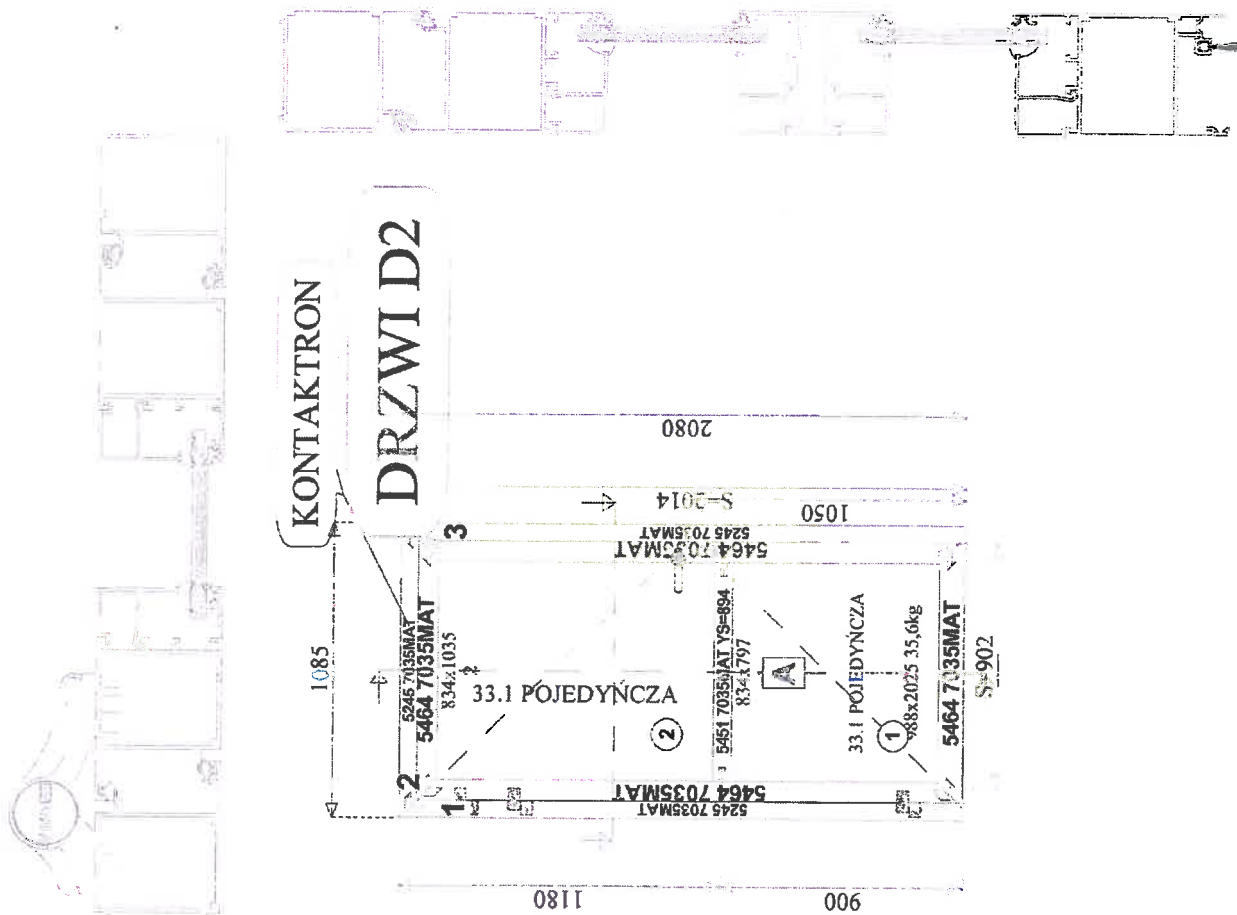 KONTAKTRON
DRZWI D2
1085
2080
S=2014
1050
3
5245 7035MAT
5464 7035MAT
5245 7035MAT
5464 7035MAT
834x1035
33.1 POJEDYŃCZA
2
5451 7035MAT YS=894
834x797
A
33.1 POJEDYŃCZA
1
988x2025 35,6kg
5464 7035MAT
S=902
2
1
5464 7035MAT
5245 7035MAT
1180
900